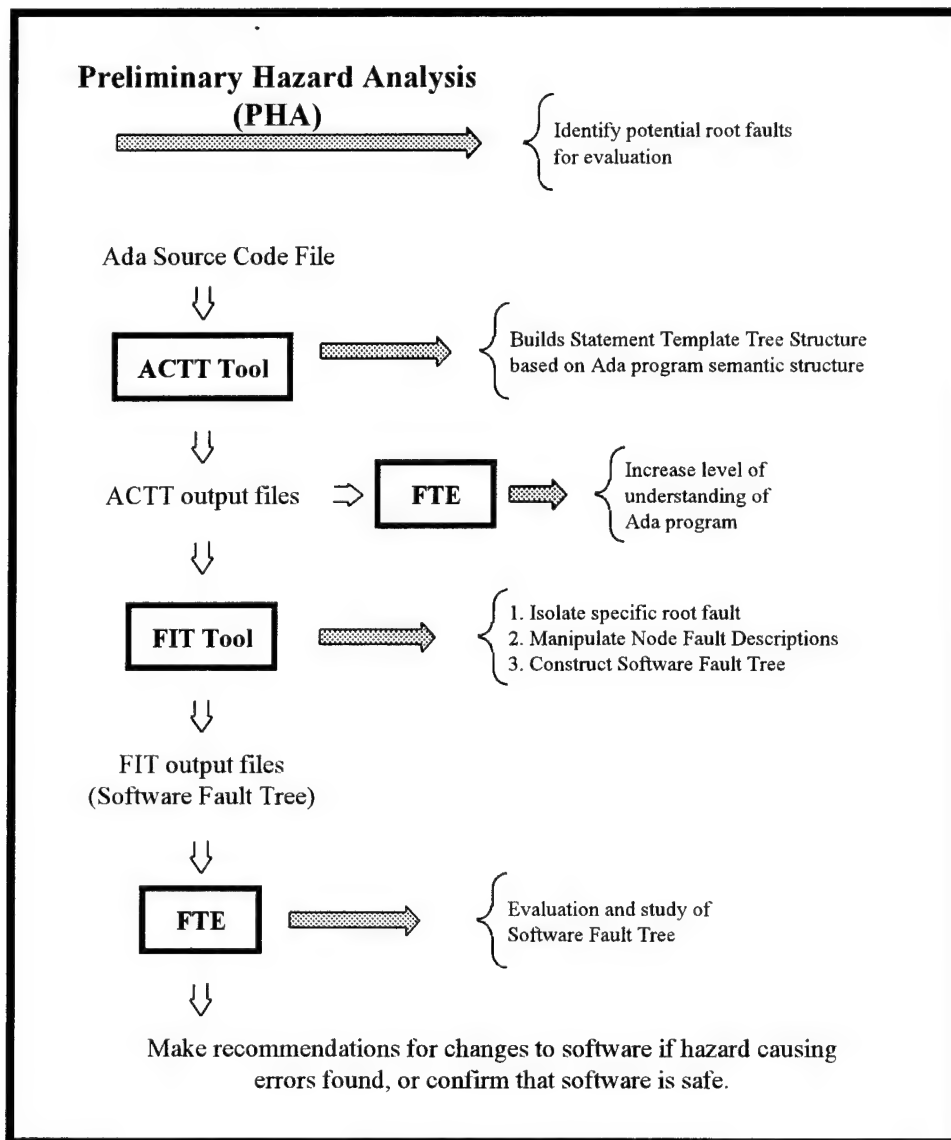 Preliminary Hazard Analysis
(PHA)
Identify potential root faults
for evaluation
Ada Source Code File
ACTT Tool
Builds Statement Template Tree Structure
based on Ada program semantic structure
ACTT output files
FTE
Increase level of
understanding of
Ada program
FIT Tool
1. Isolate specific root fault
2. Manipulate Node Fault Descriptions
3. Construct Software Fault Tree
FIT output files
(Software Fault Tree)
FTE
Evaluation and study of
Software Fault Tree
Make recommendations for changes to software if hazard causing
errors found, or confirm that software is safe.